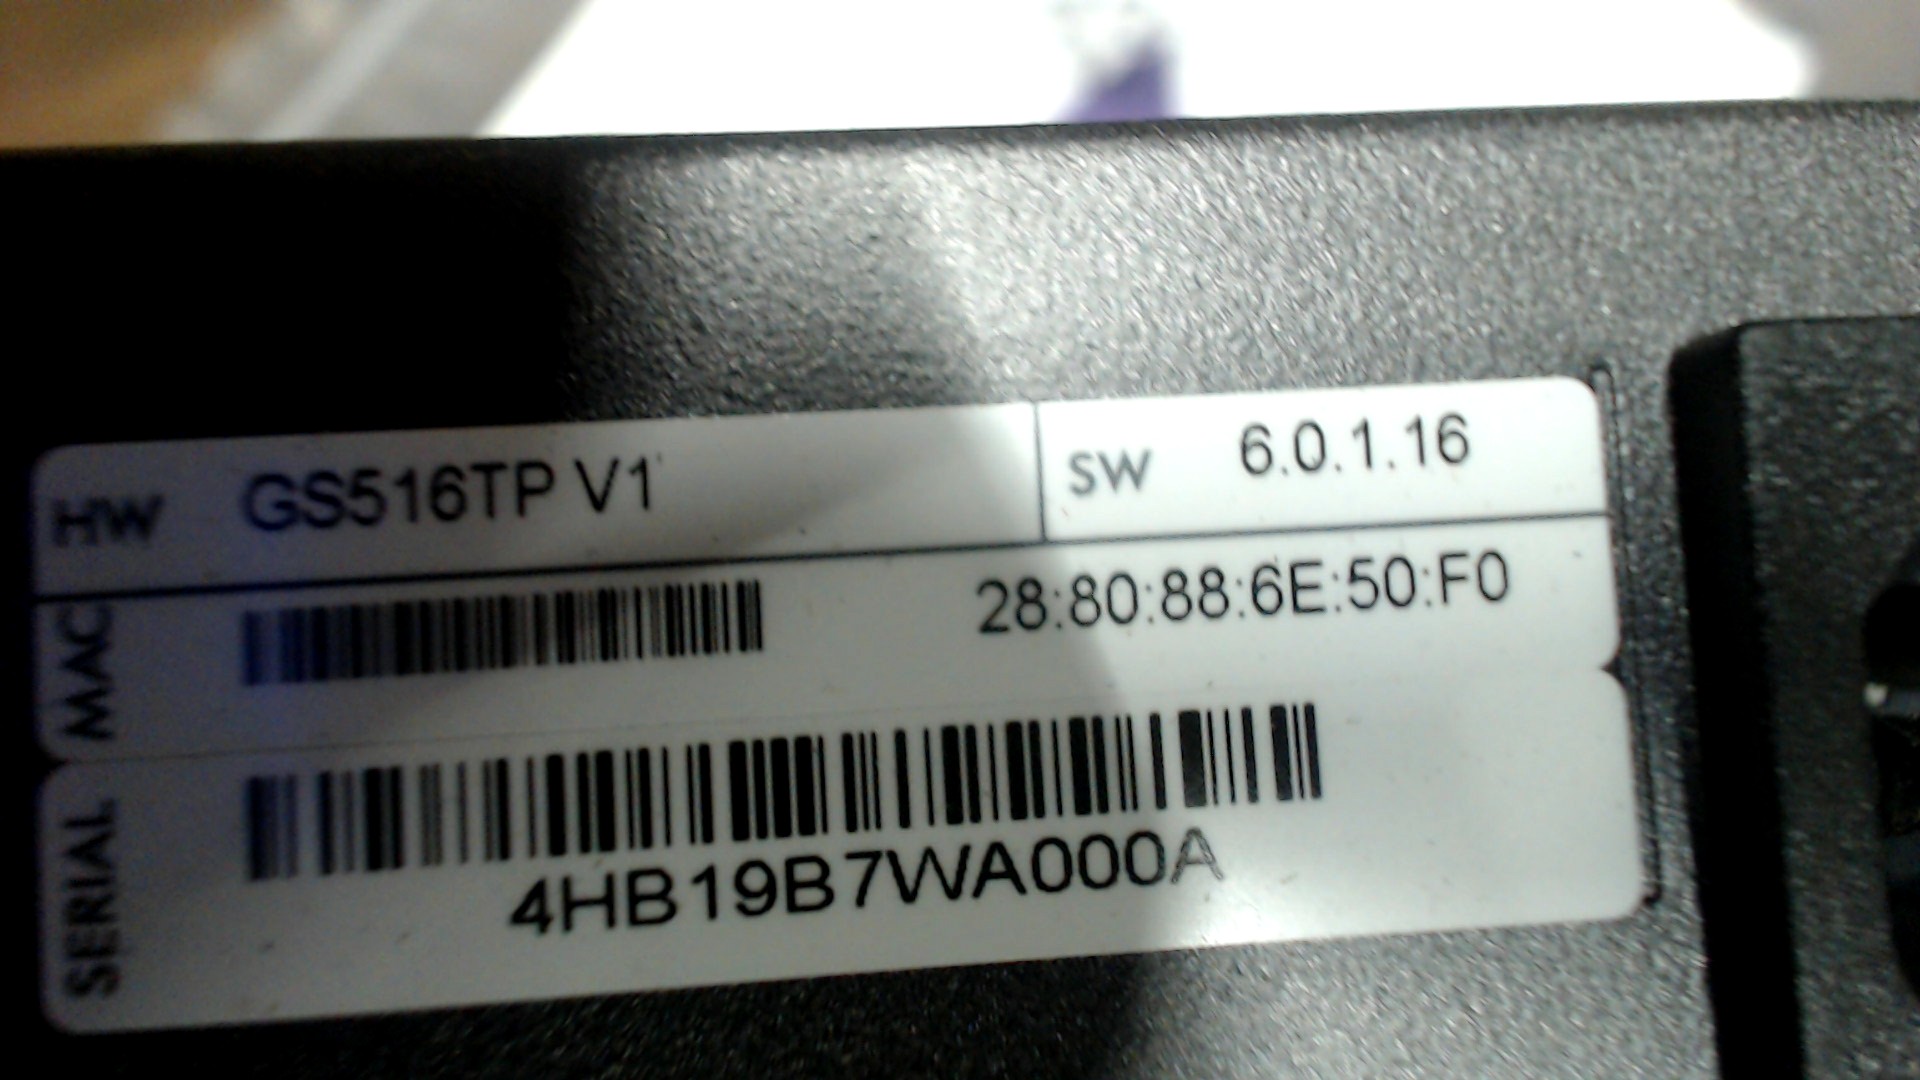 HW GS516TP V1 SW 6.0.1.16
MAC 28:80:88:6E:50:F0
SERIAL
4HB19B7WA000A